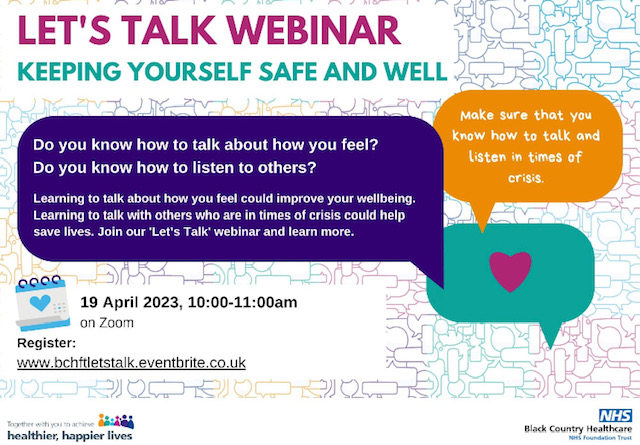 LET'S TALK WEBINAR
KEEPING YOURSELF SAFE AND WELL
Make sure that you
know how to talk and
listen in times of
crisis.
Do you know how to talk about how you feel?
Do you know how to listen to others?
Learning to talk about how you feel could improve your wellbeing.
Learning to talk with others who are in times of crisis could help
save lives. Join our 'Let's Talk' webinar and learn more.
19 April 2023, 10:00-11:00am
on Zoom
Register:
www.bchftletstalk.eventbrite.co.uk
Together with you to achieve
healthier, happier lives
NHS
Black Country Healthcare
NHS Foundation Trust